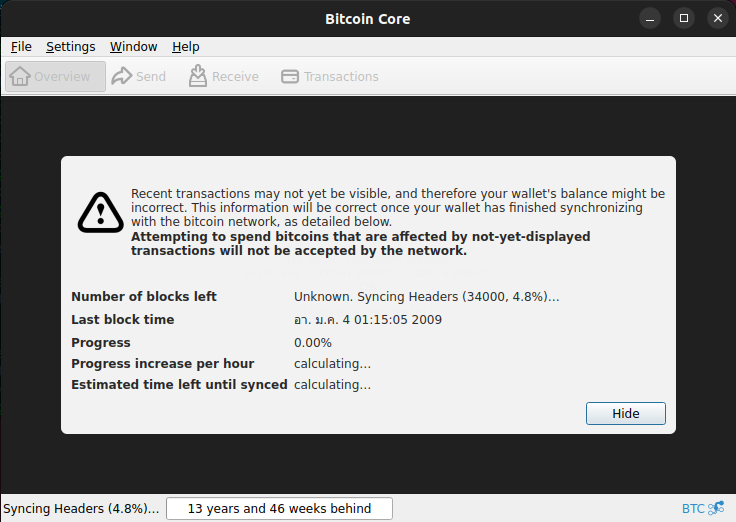 Bitcoin Core
File Settings Window Help
Overview Send Receive Transactions
Recent transactions may not yet be visible, and therefore your wallet's balance might be
incorrect. This information will be correct once your wallet has finished synchronizing
with the bitcoin network, as detailed below.
Attempting to spend bitcoins that are affected by not-yet-displayed
transactions will not be accepted by the network.
Number of blocks left Unknown. Syncing Headers (34000, 4.8%)...
Last block time อา. ม.ค. 4 01:15:05 2009
Progress 0.00%
Progress increase per hour calculating...
Estimated time left until synced calculating...
Hide
Syncing Headers (4.8%)... 13 years and 46 weeks behind BTC